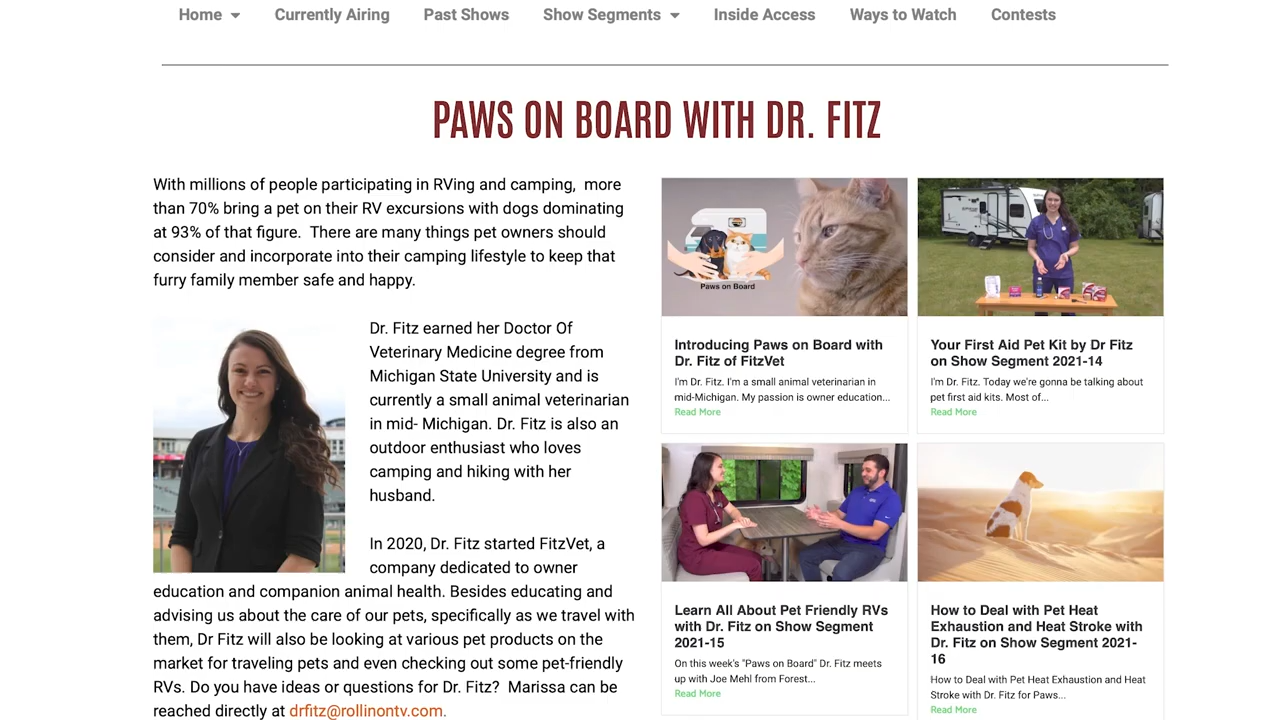 Home
Currently Airing
Past Shows
Show Segments
Inside Access
Ways to Watch
Contests
PAWS ON BOARD WITH DR. FITZ
With millions of people participating in RVing and camping, more
than 70% bring a pet on their RV excursions with dogs dominating
at 93% of that figure. There are many things pet owners should
consider and incorporate into their camping lifestyle to keep that
furry family member safe and happy.
Dr. Fitz earned her Doctor Of
Veterinary Medicine degree from
Michigan State University and is
currently a small animal veterinarian
in mid- Michigan. Dr. Fitz is also an
outdoor enthusiast who loves
camping and hiking with her
husband.
In 2020, Dr. Fitz started FitzVet, a
company dedicated to owner
education and companion animal health. Besides educating and
advising us about the care of our pets, specifically as we travel with
them, Dr Fitz will also be looking at various pet products on the
market for traveling pets and even checking out some pet-friendly
RVs. Do you have ideas or questions for Dr. Fitz? Marissa can be
reached directly at drfitz@rollinontv.com.
Paws on Board
Introducing Paws on Board with
Dr. Fitz of FitzVet
I'm Dr. Fitz. I'm a small animal veterinarian in
mid-Michigan. My passion is owner education...
Read More
Your First Aid Pet Kit by Dr Fitz
on Show Segment 2021-14
I'm Dr. Fitz. Today we're gonna be talking about
pet first aid kits. Most of...
Read More
Learn All About Pet Friendly RVs
with Dr. Fitz on Show Segment
2021-15
On this week's "Paws on Board" Dr. Fitz meets
up with Joe Mehl from Forest...
Read More
How to Deal with Pet Heat
Exhaustion and Heat Stroke with
Dr. Fitz on Show Segment 2021-
16
How to Deal with Pet Heat Exhaustion and Heat
Stroke with Dr. Fitz for Paws...
Read More